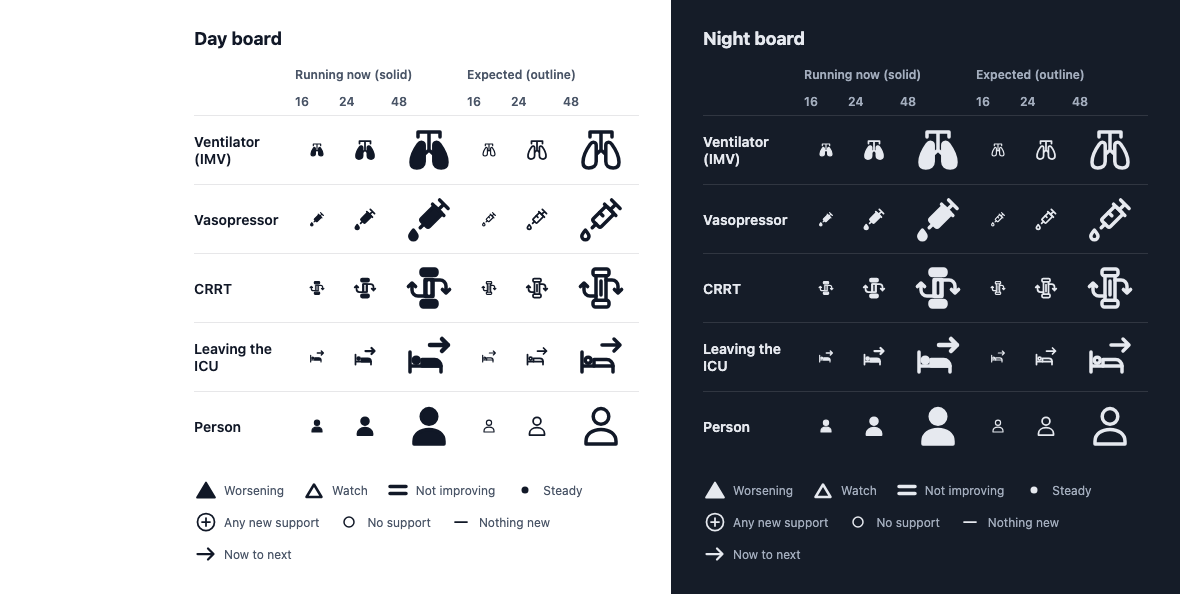 Day board
Running now (solid) Expected (outline)
16 24 48 16 24 48
Ventilator
(IMV)
Vasopressor
CRRT
Leaving the
ICU
Person
Worsening Watch Not improving Steady
Any new support No support Nothing new
Now to next
Night board
Running now (solid) Expected (outline)
16 24 48 16 24 48
Ventilator
(IMV)
Vasopressor
CRRT
Leaving the
ICU
Person
Worsening Watch Not improving Steady
Any new support No support Nothing new
Now to next